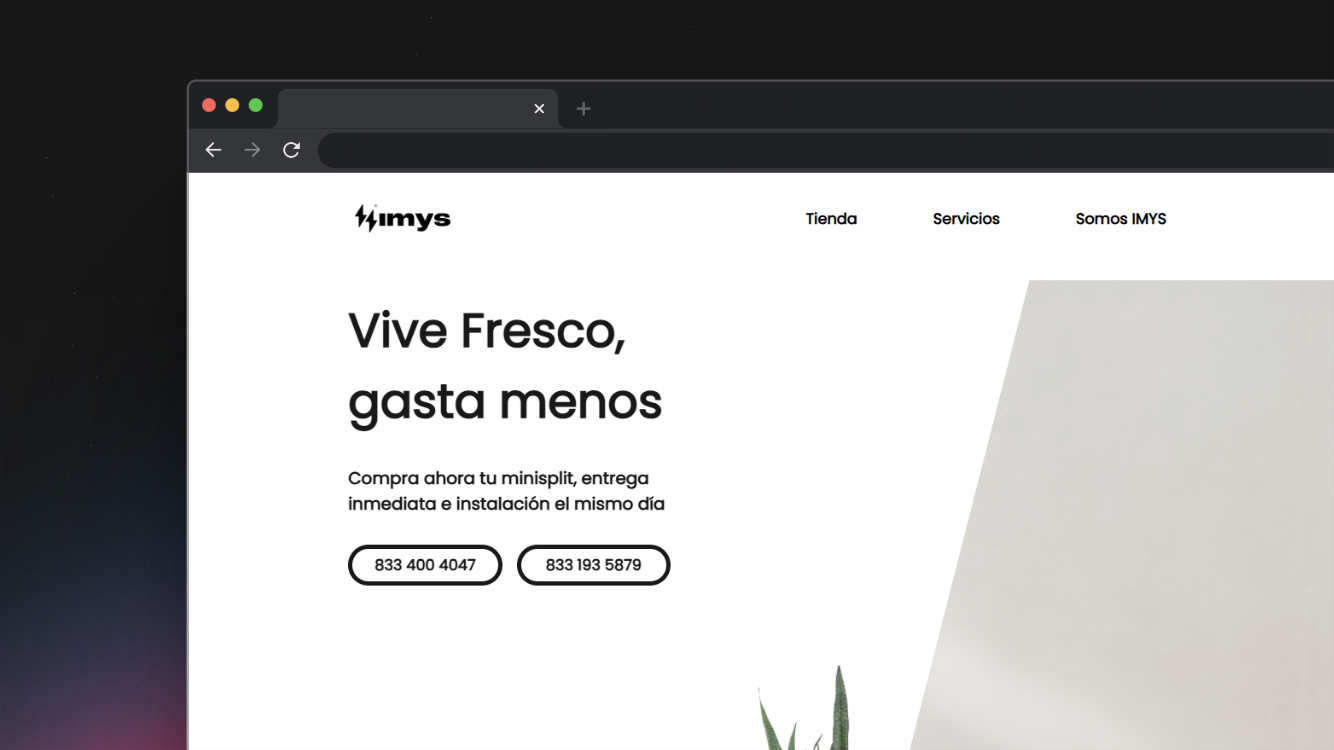 imys
Tienda
Servicios
Somos IMYS
Vive Fresco,
gasta menos
Compra ahora tu minisplit, entrega
inmediata e instalación el mismo día
833 400 4047
833 193 5879